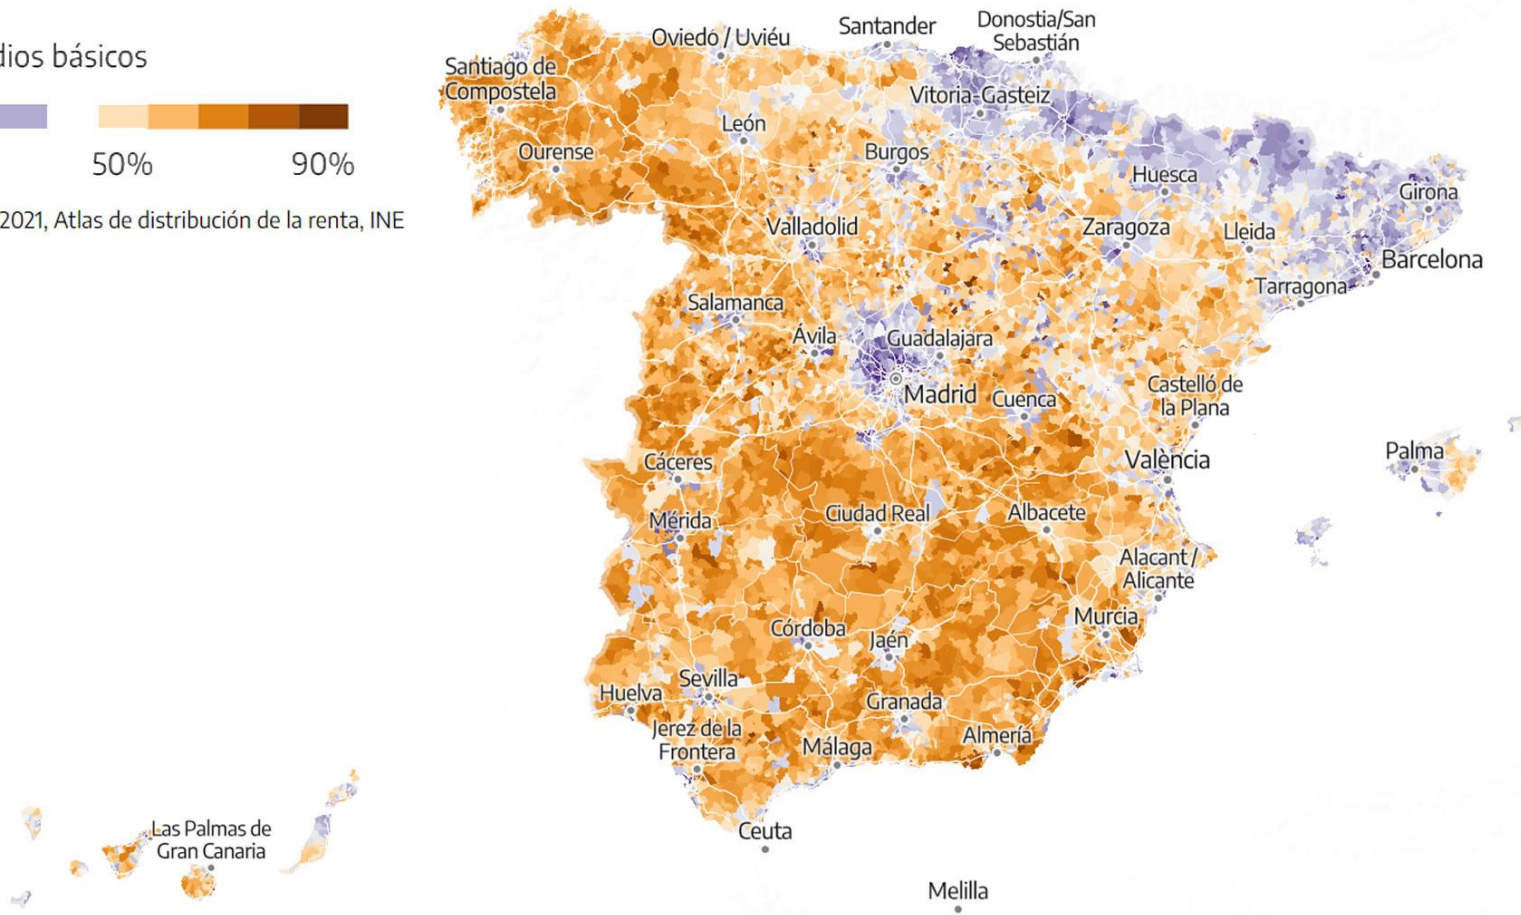 dios básicos
50%
90%
2021, Atlas de distribución de la renta, INE
Santiago de
Compostela
Oviedo / Uviéu
Santander
Donostia/San
Sebastián
Vitoria-Gasteiz
León
Ourense
Burgos
Huesca
Girona
Valladolid
Zaragoza
Lleida
Barcelona
Tarragona
Salamanca
Ávila
Guadalajara
Madrid
Cuenca
Castelló de
la Plana
Cáceres
València
Palma
Mérida
Ciudad Real
Albacete
Alacant /
Alicante
Murcia
Córdoba
Jaén
Sevilla
Huelva
Granada
Jerez de la
Frontera
Málaga
Almería
Las Palmas de
Gran Canaria
Ceuta
Melilla